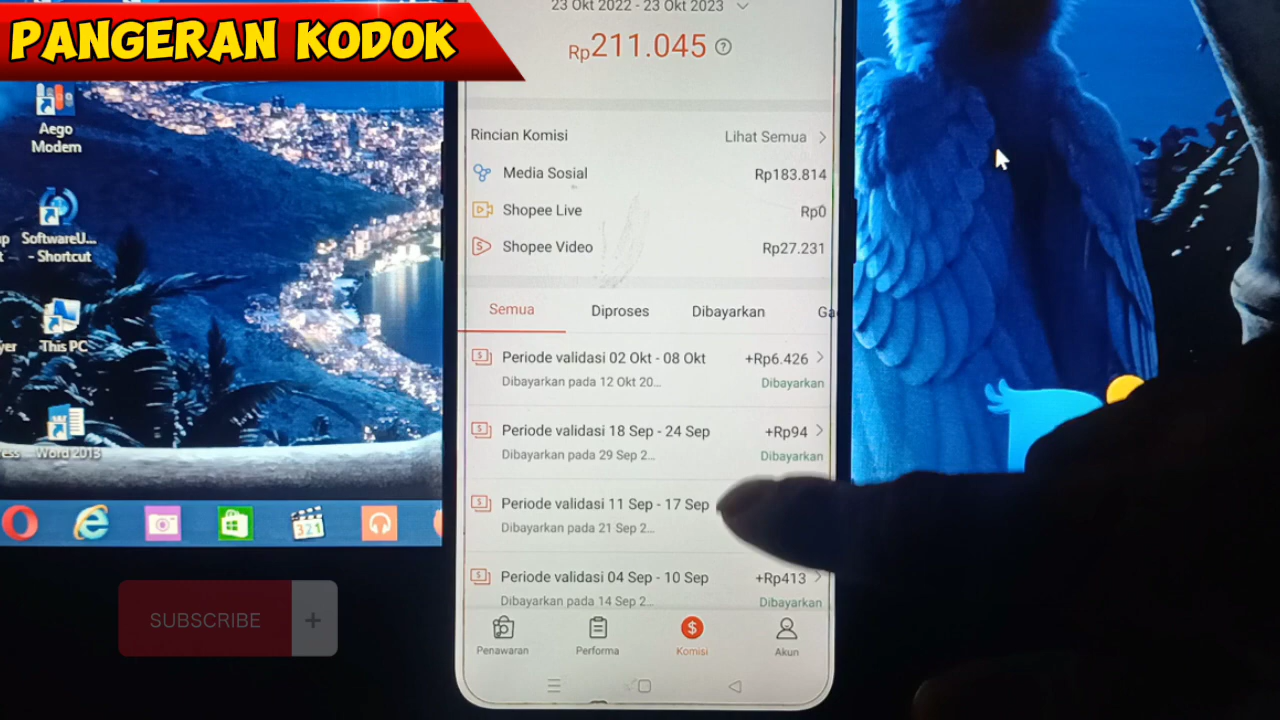 PANGERAN KODOK
23 Okt 2022 - 23 Okt 2023
Rp211.045
Rincian Komisi
Lihat Semua
Media Sosial
Rp183.814
Shopee Live
Rp0
Shopee Video
Rp27.231
Semua
Diproses
Dibayarkan
Periode validasi 02 Okt - 08 Okt
+Rp6.426
Dibayarkan pada 12 Okt 20...
Dibayarkan
Periode validasi 18 Sep - 24 Sep
+Rp94
Dibayarkan pada 29 Sep 2...
Dibayarkan
Periode validasi 11 Sep - 17 Sep
Dibayarkan pada 21 Sep 2...
Periode validasi 04 Sep - 10 Sep
+Rp413
Dibayarkan pada 14 Sep 2...
Dibayarkan
Penawaran
Performa
Komisi
Akun
Aego
Modem
SoftwareU...
- Shortcut
This PC
Word 2013
321
SUBSCRIBE +